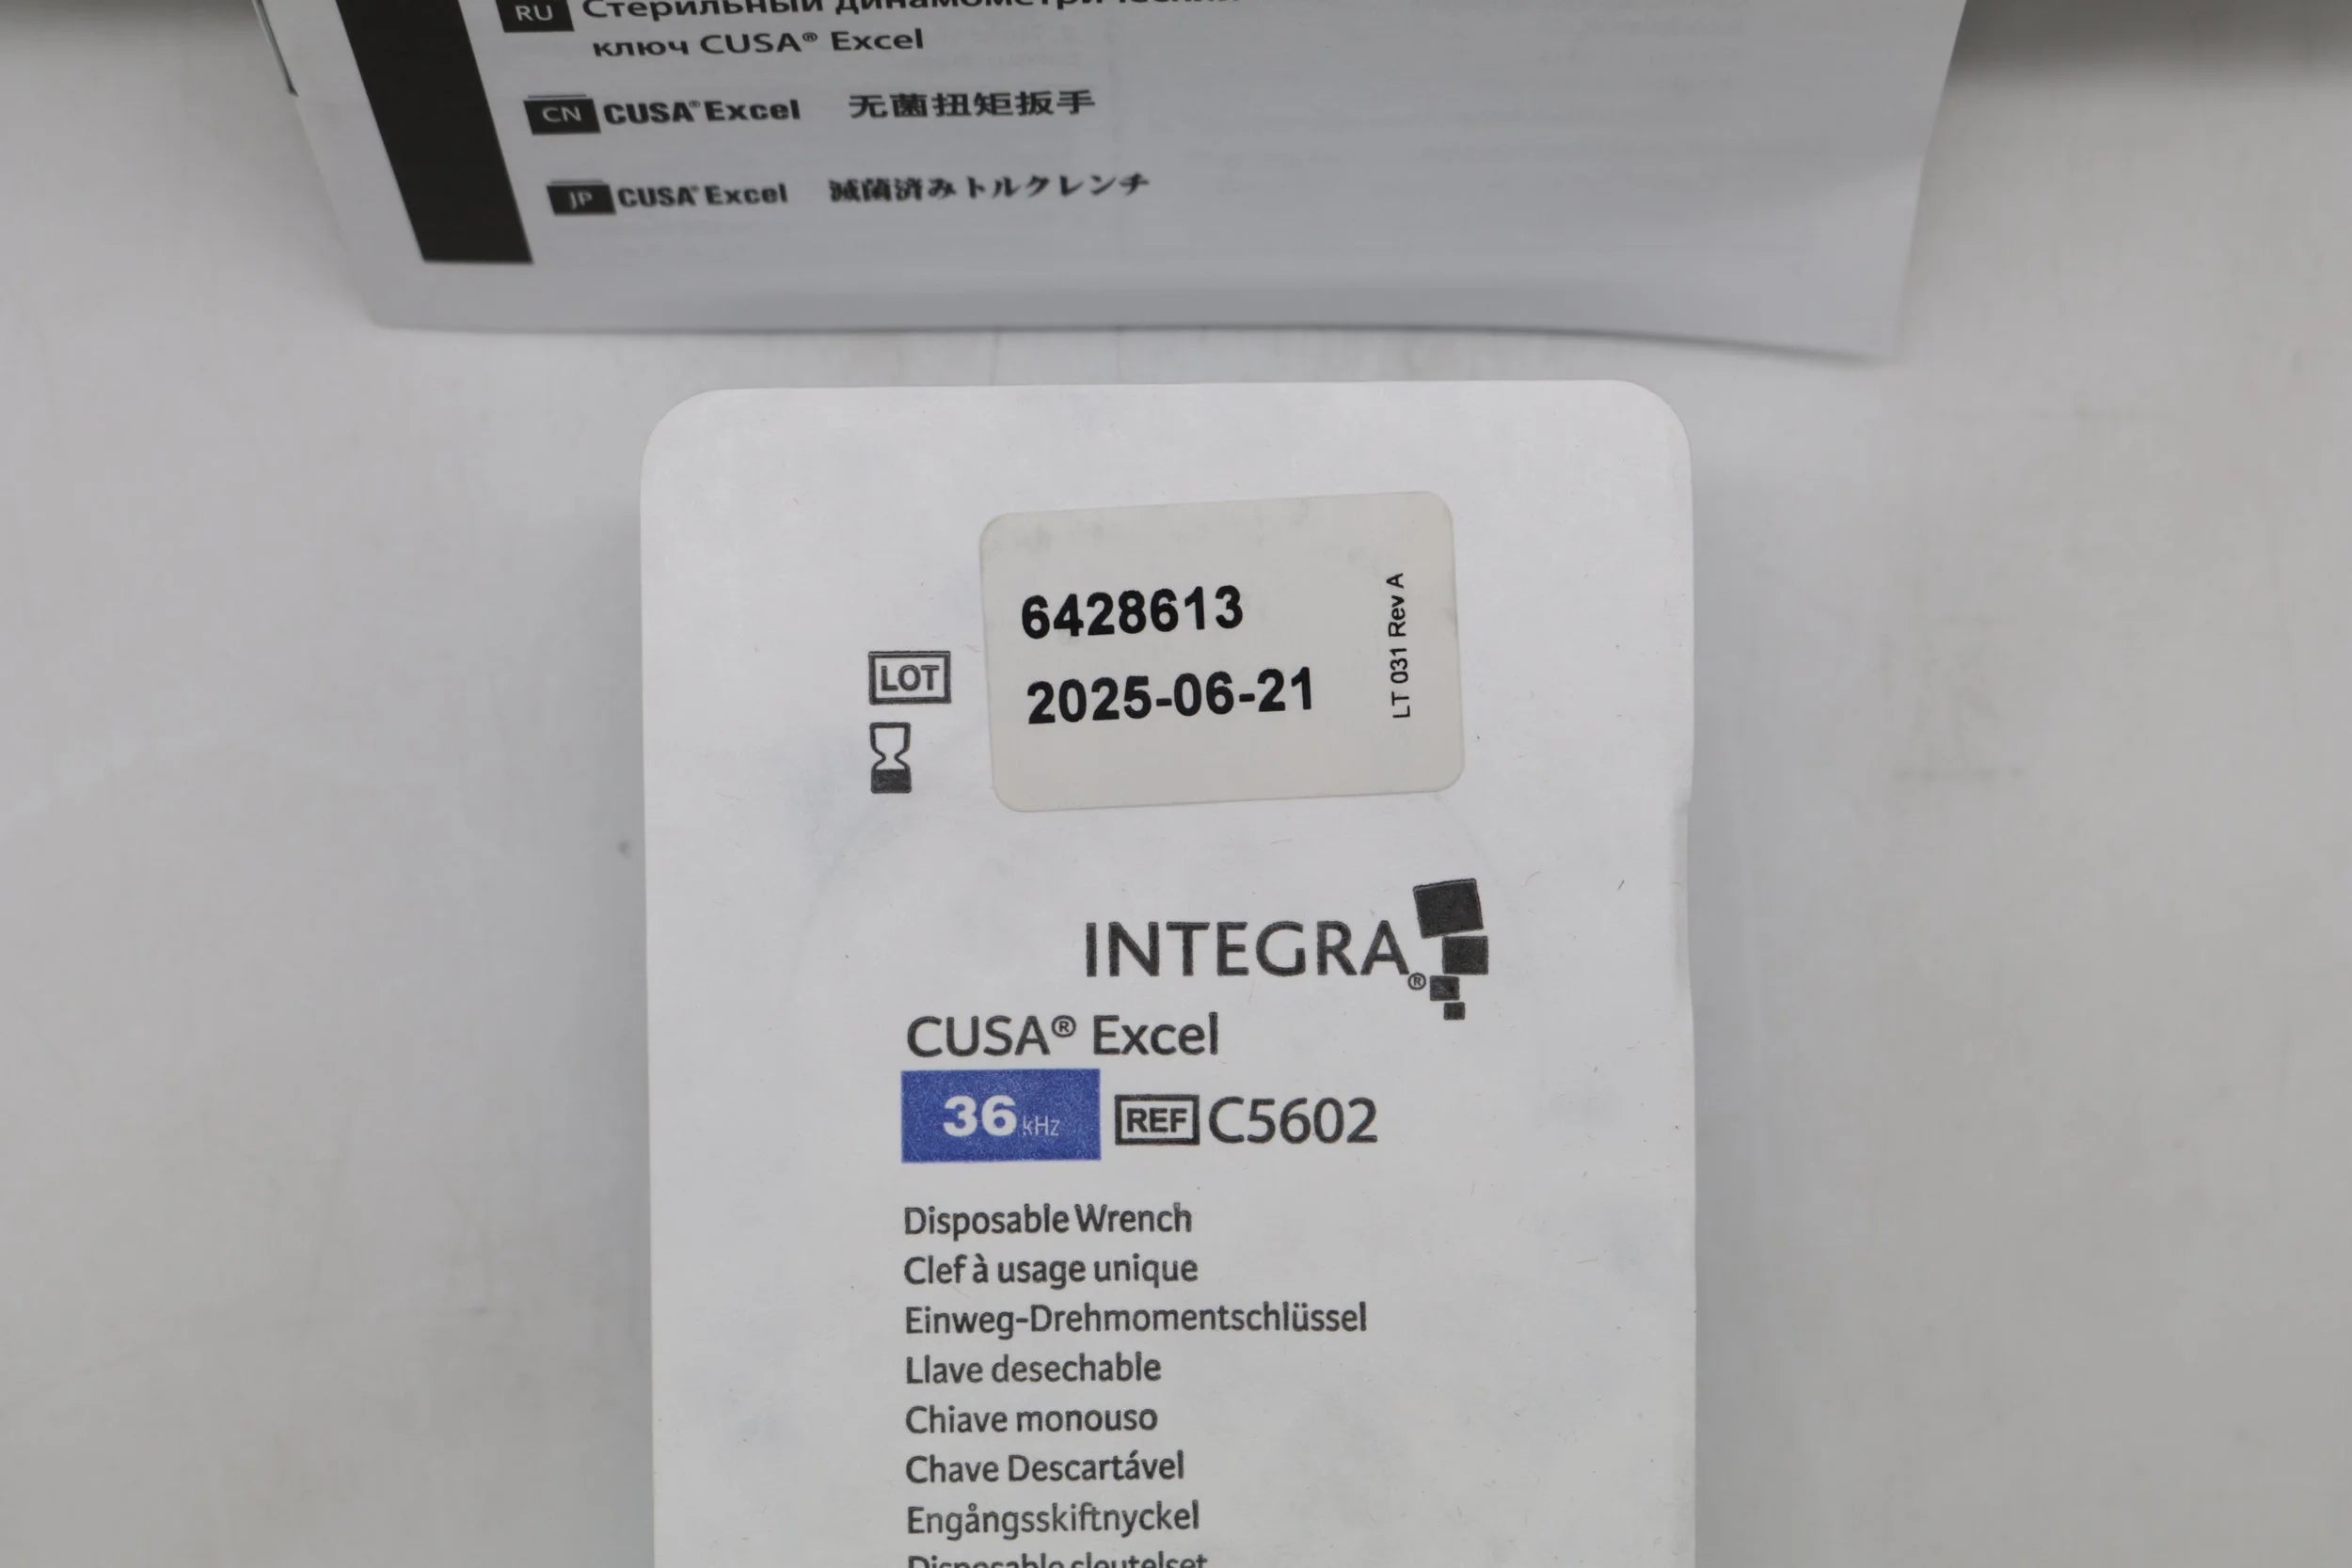 RU Стерильный динамометрический
ключ CUSA® Excel
CN CUSA® Excel 无菌扭矩扳手
JP CUSA® Excel 滅菌済みトルクレンチ
6428613
LOT
2025-06-21
LT 031 Rev A
INTEGRA®
CUSA® Excel
36 kHz REF C5602
Disposable Wrench
Clef à usage unique
Einweg-Drehmomentschlüssel
Llave desechable
Chiave monouso
Chave Descartável
Engångsskiftnyckel
Disposable sleutelset